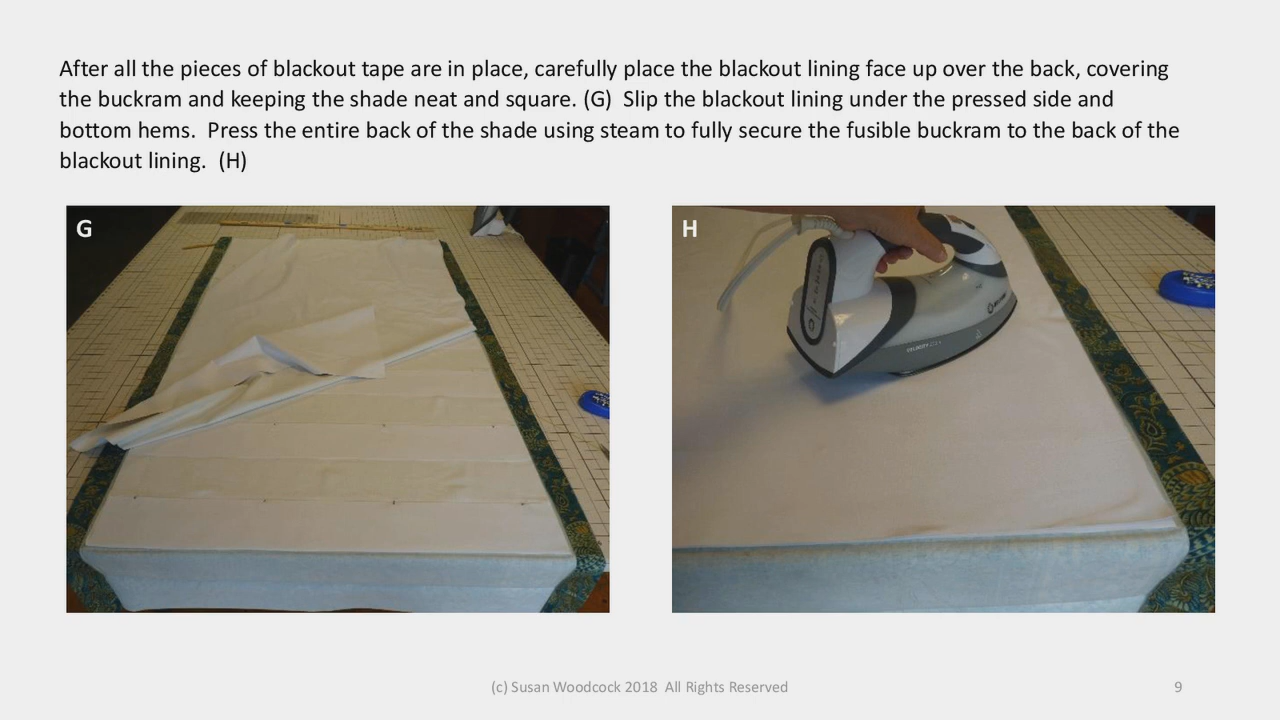 After all the pieces of blackout tape are in place, carefully place the blackout lining face up over the back, covering
the buckram and keeping the shade neat and square. (G)  Slip the blackout lining under the pressed side and
bottom hems.  Press the entire back of the shade using steam to fully secure the fusible buckram to the back of the
blackout lining.  (H)
G
H
(c) Susan Woodcock 2018  All Rights Reserved
9